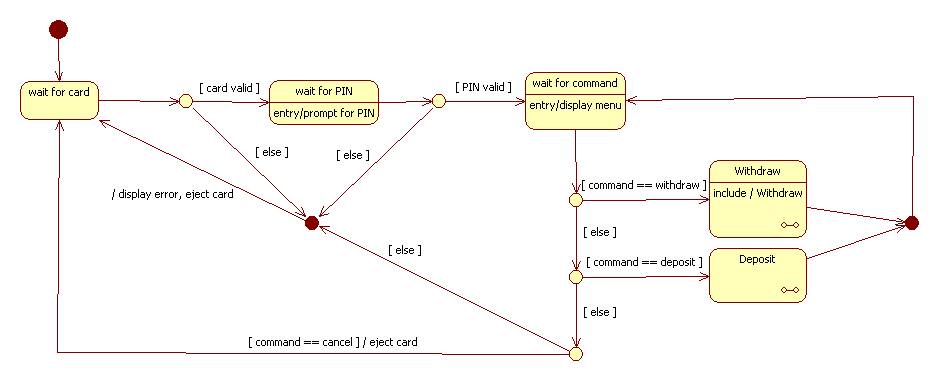 wait for card
[ card valid ]
wait for PIN
entry/prompt for PIN
[ PIN valid ]
wait for command
entry/display menu
[ else ]
[ else ]
/ display error, eject card
[ command == withdraw ]
Withdraw
include / Withdraw
[ else ]
[ else ]
[ command == deposit ]
Deposit
[ else ]
[ command == cancel ] / eject card